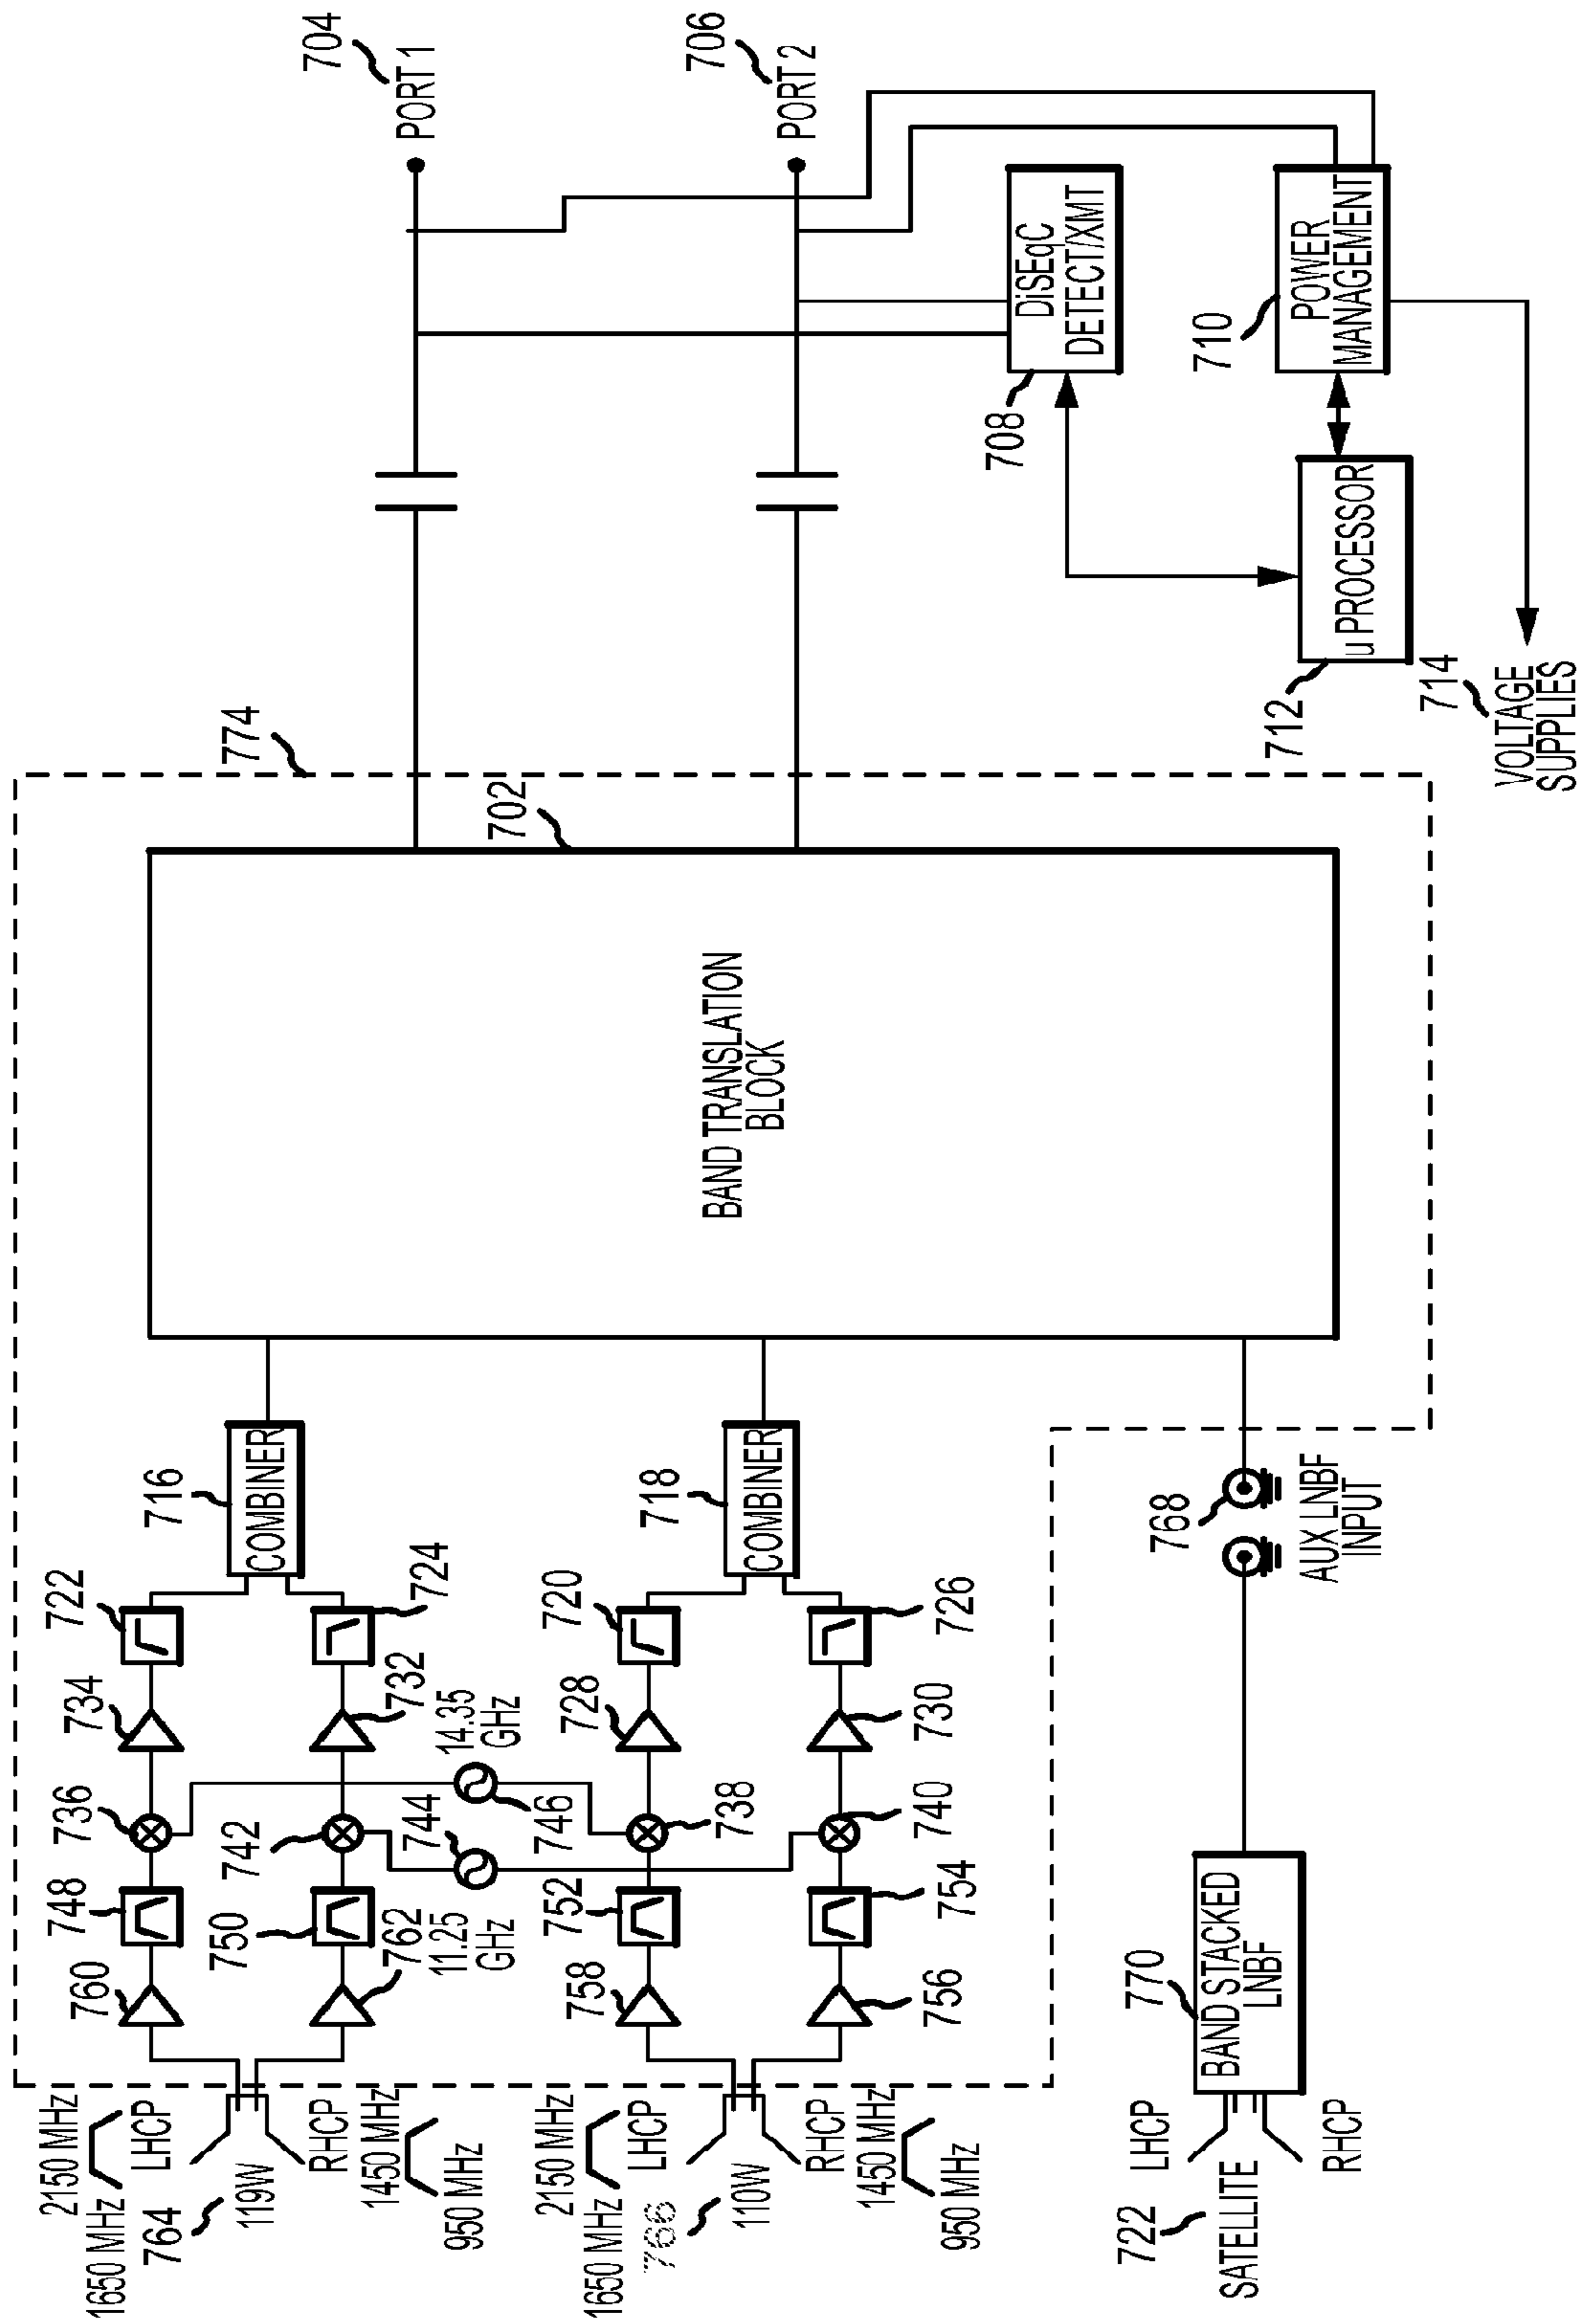 2150 MHz
1650 MHz
LHCP
764
119W
RHCP
1450 MHz
950 MHz
760
748
736
734
722
750
742
762
11.25
GHz
744
746
14.35
GHz
732
724
716
COMBINER
2150 MHz
1650 MHz
LHCP
766
110W
RHCP
1450 MHz
950 MHz
758
752
738
728
720
756
754
740
730
726
718
COMBINER
722
SATELLITE
LHCP
RHCP
770
BAND STACKED
LNBF
768
AUX LNBF
INPUT
BAND TRANSLATION
BLOCK
702
774
704
PORT 1
706
PORT 2
708
DiSEqC
DETECT/XMT
710
POWER
MANAGEMENT
712
µ PROCESSOR
714
VOLTAGE
SUPPLIES